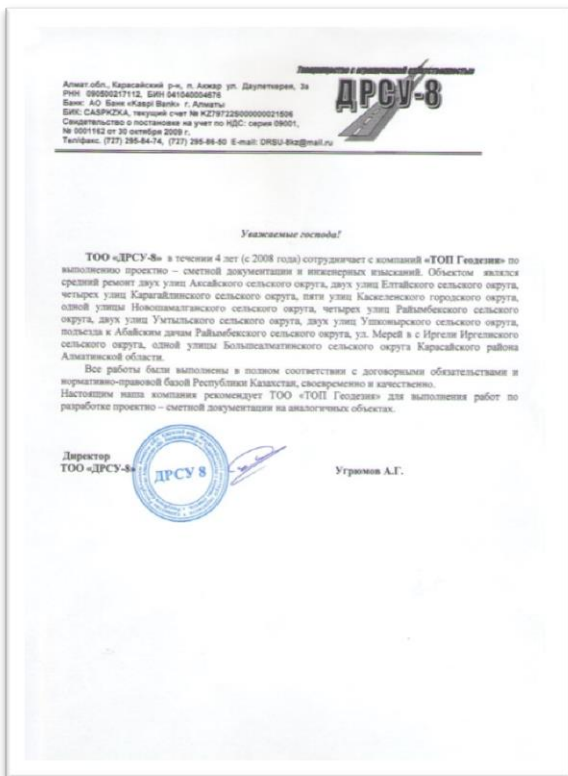 Товарищество с ограниченной ответственностью
ДРСУ-8
Алмат.обл., Карасайский р-н, п. Акжар ул. Даулеткерея, 3а
РНН 090500217112, БИН 041040004676
Банк: АО Банк «Kaspi Bank» г. Алматы
БИК: CASPKZKA, текущий счет № KZ797225000000021506
Свидетельство о постановке на учет по НДС: серия 09001,
№ 0001162 от 30 октября 2009 г.
Тел/факс. (727) 295-84-74, (727) 295-86-50 E-mail: DRSU-8kz@mail.ru
Уважаемые господа!
ТОО «ДРСУ-8» в течении 4 лет (с 2008 года) сотрудничает с компаний «ТОП Геодезия» по
выполнению проектно – сметной документации и инженерных изысканий. Объектом являлся
средний ремонт двух улиц Аксайского сельского округа, двух улиц Елтайского сельского округа,
четырех улиц Карагайлинского сельского округа, пяти улиц Каскеленского городского округа,
одной улицы Новошамалганского сельского округа, четырех улиц Райымбекского сельского
округа, двух улиц Умтыльского сельского округа, двух улиц Ушконырского сельского округа,
подъезда к Абайским дачам Райымбекского сельского округа, ул. Мерей в с Иргели Иргелинского
сельского округа, одной улицы Большеалматинского сельского округа Карасайского района
Алматинской области.
Все работы были выполнены в полном соответствии с договорными обязательствами и
нормативно-правовой базой Республики Казахстан, своевременно и качественно.
Настоящим наша компания рекомендует ТОО «ТОП Геодезия» для выполнения работ по
разработке проектно – сметной документации на аналогичных объектах.
Директор
ТОО «ДРСУ-8»
Угрюмов А.Г.
ДРСУ 8